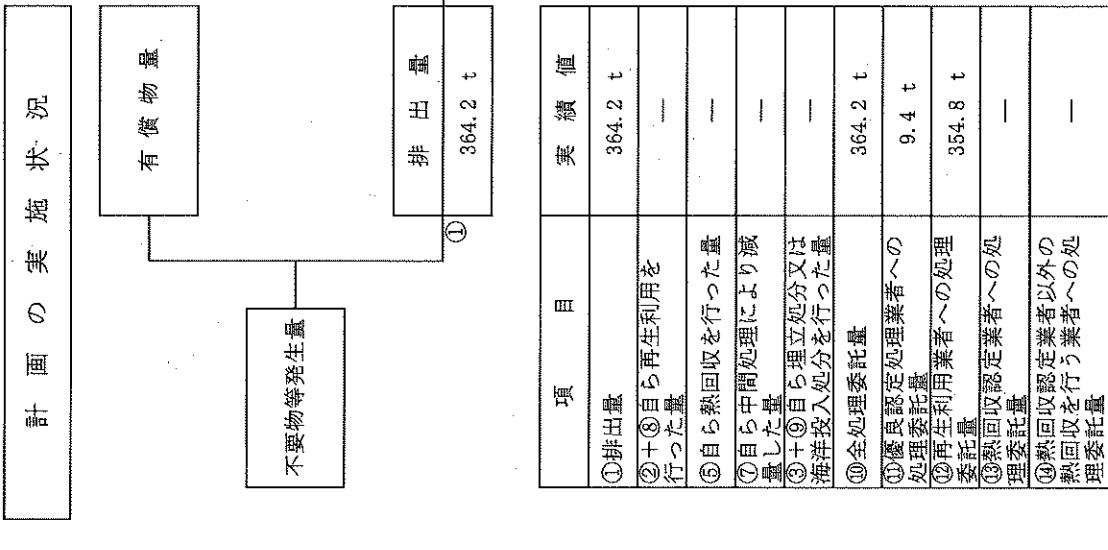 計画の実施状況
有償物量
不要物等発生量
①
排出量
364.2 t
項目 実績値
①排出量 364.2 t
②+⑧自ら再生利用を
行った量 —
⑤自ら熱回収を行った量 —
⑦自ら中間処理により減
量した量 —
③+⑨自ら埋立処分又は
海洋投入処分を行った量 —
⑩全処理委託量 364.2 t
⑪優良認定処理業者への
処理委託量 9.4 t
⑫再生利用業者への処理
委託量 354.8 t
⑬熱回収認定業者への処
理委託量 —
⑭熱回収認定業者以外の
熱回収を行う業者への処
理委託量 —